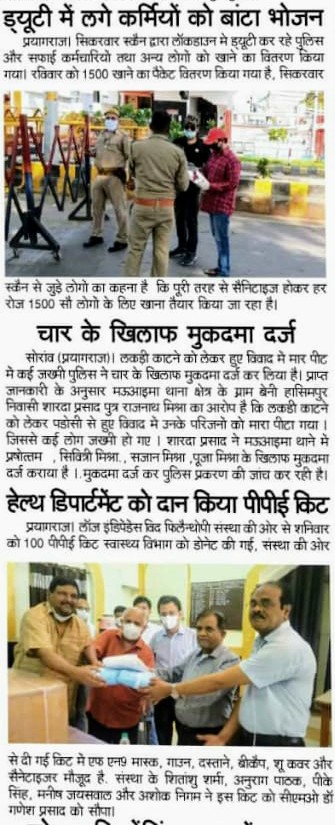 ड्यूटी में लगे कर्मियों को बांटा भोजन
प्रयागराज। सिकरवार स्कैन द्वारा लॉकडाउन मे ड्यूटी कर रहे पुलिस
और सफाई कर्मचारियो तथा अन्य लोगो को खाने का वितरण किया
गया। रविवार को 1500 खाने का पैकेट वितरण किया गया है, सिकरवार
स्कैन से जुड़े लोगो का कहना है कि पूरी तरह से सैनिटाइज होकर हर
रोज 1500 सौ लोगो के लिए खाना तैयार किया जा रहा है।
चार के खिलाफ मुकदमा दर्ज
सोरांव (प्रयागराज)। लकड़ी काटने को लेकर हुए विवाद मे मार पीट
मे कई जख्मी पुलिस ने चार के खिलाफ मुकदमा दर्ज कर लिया है। प्राप्त
जानकारी के अनुसार मऊआइमा थाना क्षेत्र के ग्राम बेनी हासिमपुर
निवासी शारदा प्रसाद पुत्र राजनाथ मिश्रा का आरोप है कि लकड़ी काटने
को लेकर पडोसी से हुए विवाद मे उनके परिजनो को मारा पीटा गया ।
जिससे कई लोग जख्मी हो गए । शारदा प्रसाद ने मऊआइमा थाने में
प्रषोत्तम , सिवित्री मिश्रा,. सजान मिश्रा ,पूजा मिश्रा के खिलाफ मुकदमा
दर्ज कराया है ।.मुकदमा दर्ज कर पुलिस प्रकरण की जांच कर रही है।
हेल्थ डिपार्टमेंट को दान किया पीपीई किट
प्रयागराज। लॉज इंडिपेडेस विद फिलैन्थोपी संस्था की ओर से शनिवार
को 100 पीपीई किट स्वास्थ्य विभाग को डोनेट की गई, संस्था की ओर
से दी गई किट मे एफ एन9 मास्क, गाउन, दस्ताने, ब्रीकैप, शू कवर और
सैनेटाइजर मौजूद है. संस्था के शितांशु शर्मा, अनुराग पाठक, पीके
सिंह, मनीष जयसवाल और अशोक निगम ने इस किट को सीएमओ डॉ
गणेश प्रसाद को सौपा।